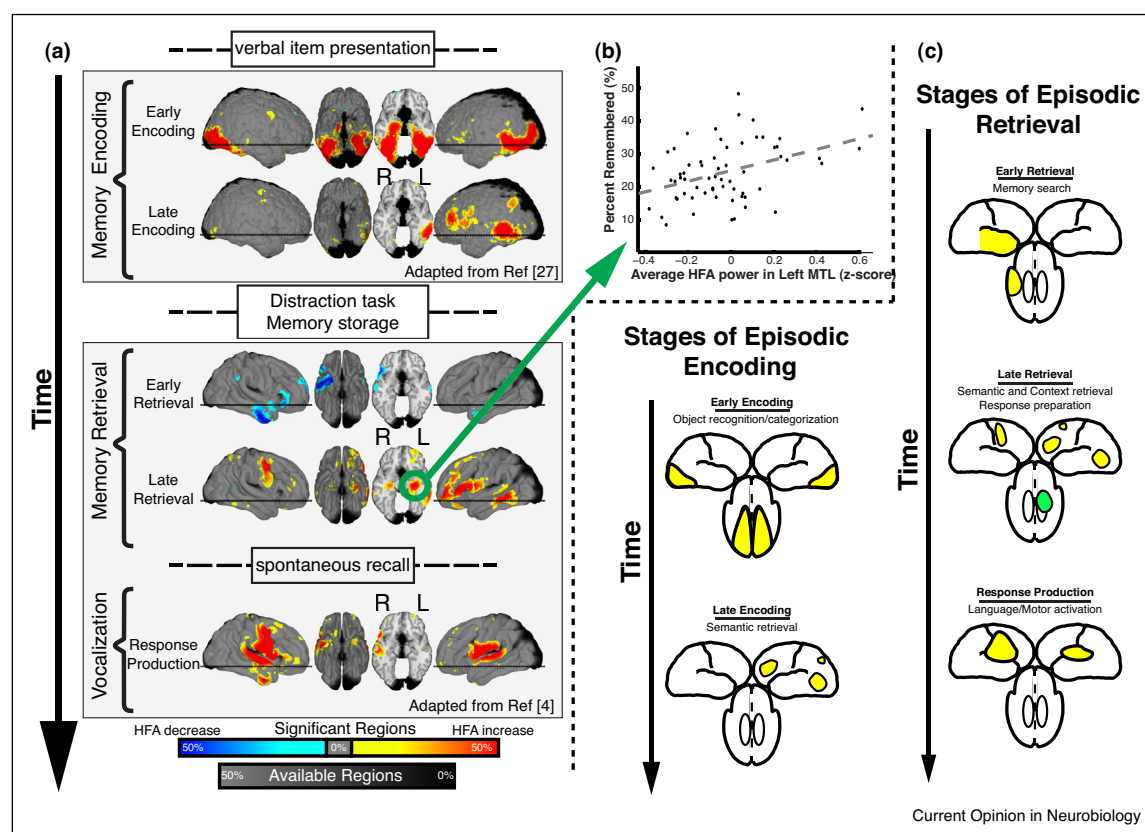 (a)
verbal item presentation
Time
Memory Encoding
Early
Encoding
Late
Encoding
R L
Adapted from Ref [27]
Distraction task
Memory storage
Memory Retrieval
Early
Retrieval
R L
Late
Retrieval
spontaneous recall
Vocalization
R L
Response
Production
Adapted from Ref [4]
HFA decrease Significant Regions HFA increase
50% 0% 50%
50% Available Regions 0%
(b)
Percent Remembered (%)
50
40
30
20
10
−0.4 −0.2 0 0.2 0.4 0.6
Average HFA power in Left MTL (z-score)
Stages of Episodic
Encoding
Time
Early Encoding
Object recognition/categorization
Late Encoding
Semantic retrieval
(c)
Stages of Episodic
Retrieval
Time
Early Retrieval
Memory search
Late Retrieval
Semantic and Context retrieval
Response preparation
Response Production
Language/Motor activation
Current Opinion in Neurobiology